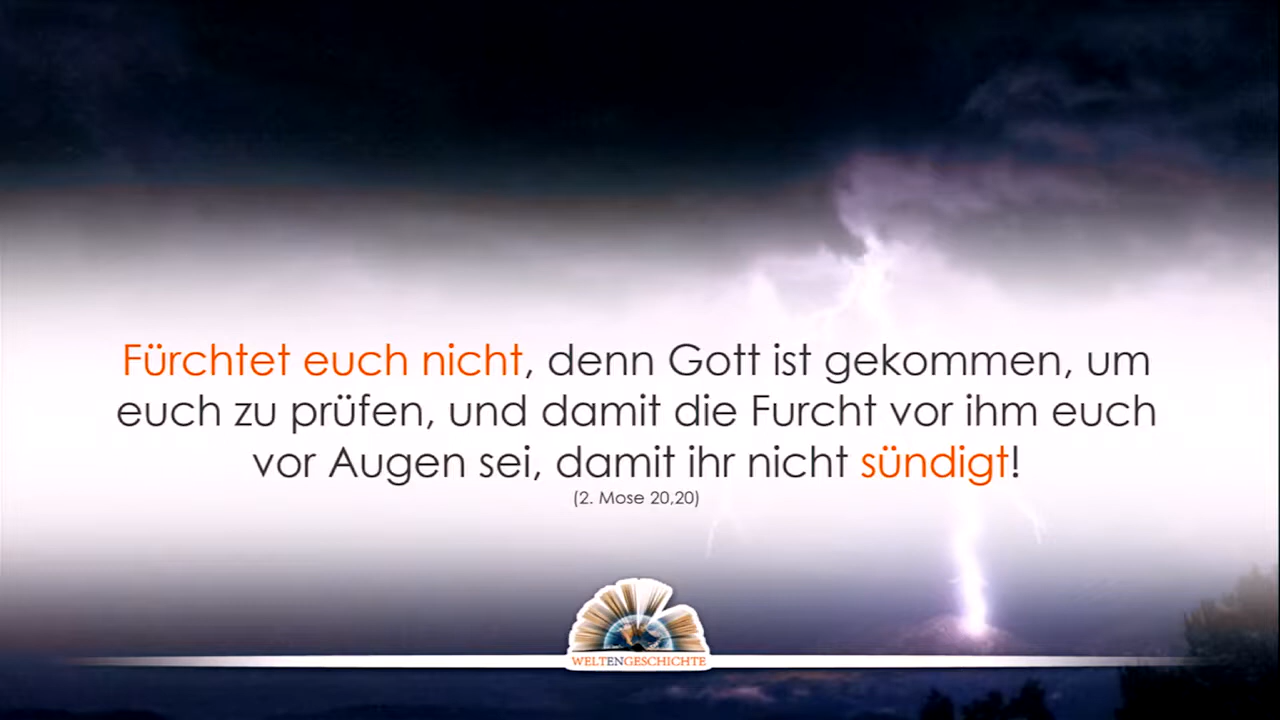 Fürchtet euch nicht, denn Gott ist gekommen, um
euch zu prüfen, und damit die Furcht vor ihm euch
vor Augen sei, damit ihr nicht sündigt!
(2. Mose 20,20)
WELTENGESCHICHTE